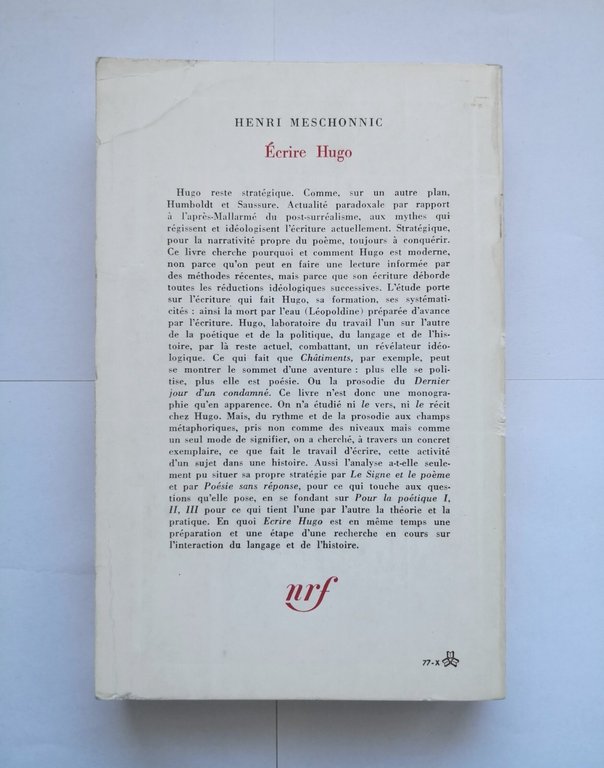 HENRI MESCHONNIC
Écrire Hugo
Hugo reste stratégique. Comme, sur un autre plan,
Humboldt et Saussure. Actualité paradoxale par rapport
à l'après-Mallarmé du post-surréalisme, aux mythes qui
régissent et idéologisent l'écriture actuellement. Stratégique,
pour la narrativité propre du poème, toujours à conquérir.
Ce livre cherche pourquoi et comment Hugo est moderne,
non parce qu'on peut en faire une lecture informée par
des méthodes récentes, mais parce que son écriture déborde
toutes les réductions idéologiques successives. L'étude porte
sur l'écriture qui fait Hugo, sa formation, ses systémati-
cités : ainsi la mort par l'eau (Léopoldine) préparée d'avance
par l'écriture. Hugo, laboratoire du travail l'un sur l'autre
de la poétique et de la politique, du langage et de l'his-
toire, par là reste actuel, combattant, un révélateur idéo-
logique. Ce qui fait que Châtiments, par exemple, peut
se montrer le sommet d'une aventure : plus elle se poli-
tise, plus elle est poésie. Ou la prosodie du Dernier
jour d'un condamné. Ce livre n'est donc une monogra-
phie qu'en apparence. On n'a étudié ni le vers, ni le récit
chez Hugo. Mais, du rythme et de la prosodie aux champs
métaphoriques, pris non comme des niveaux mais comme
un seul mode de signifier, on a cherché, à travers un concret
exemplaire, ce que fait le travail d'écrire, cette activité
d'un sujet dans une histoire. Aussi l'analyse a-t-elle seule-
ment pu situer sa propre stratégie par Le Signe et le poème
et par Poésie sans réponse, pour ce qui touche aux ques-
tions qu'elle pose, en se fondant sur Pour la poétique I,
II, III pour ce qui tient l'une par l'autre la théorie et la
pratique. En quoi Ecrire Hugo est en même temps une
préparation et une étape d'une recherche en cours sur
l'interaction du langage et de l'histoire.
nrf
77-X